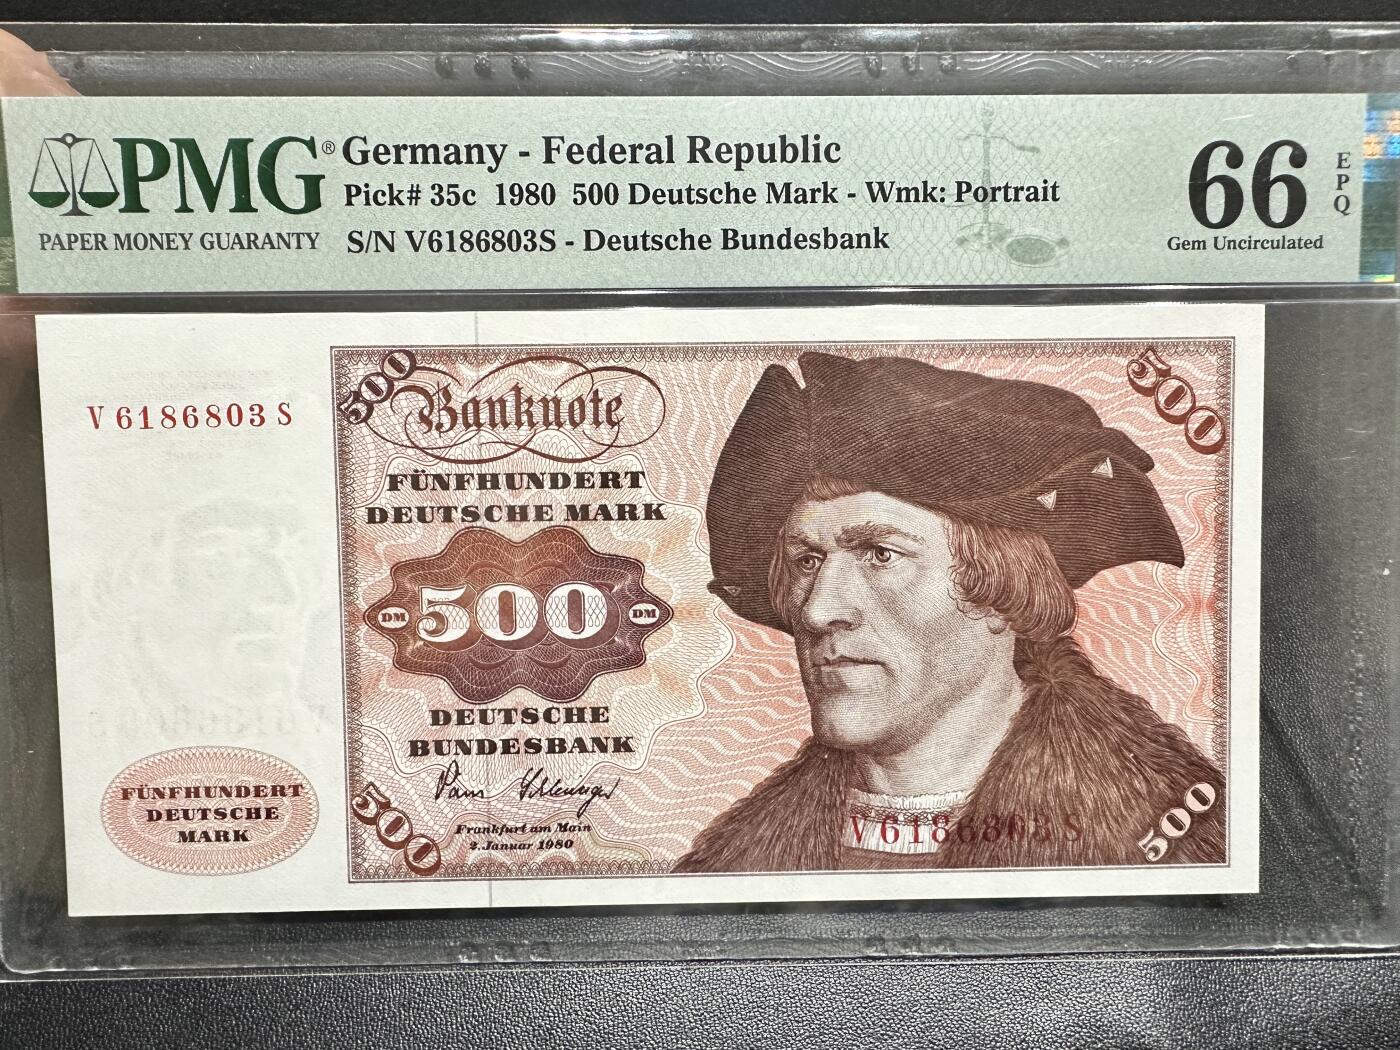 PMG®
PAPER MONEY GUARANTY
Germany - Federal Republic
Pick# 35c 1980 500 Deutsche Mark - Wmk: Portrait
S/N V6186803S - Deutsche Bundesbank
66
EPQ
Gem Uncirculated
V6186803S
500
Banknote
500
FÜNFHUNDERT
DEUTSCHE MARK
DM 500 DM
DEUTSCHE
BUNDESBANK
Frankfurt am Main
2. Januar 1980
FÜNFHUNDERT
DEUTSCHE
MARK
500
V6186803S
500